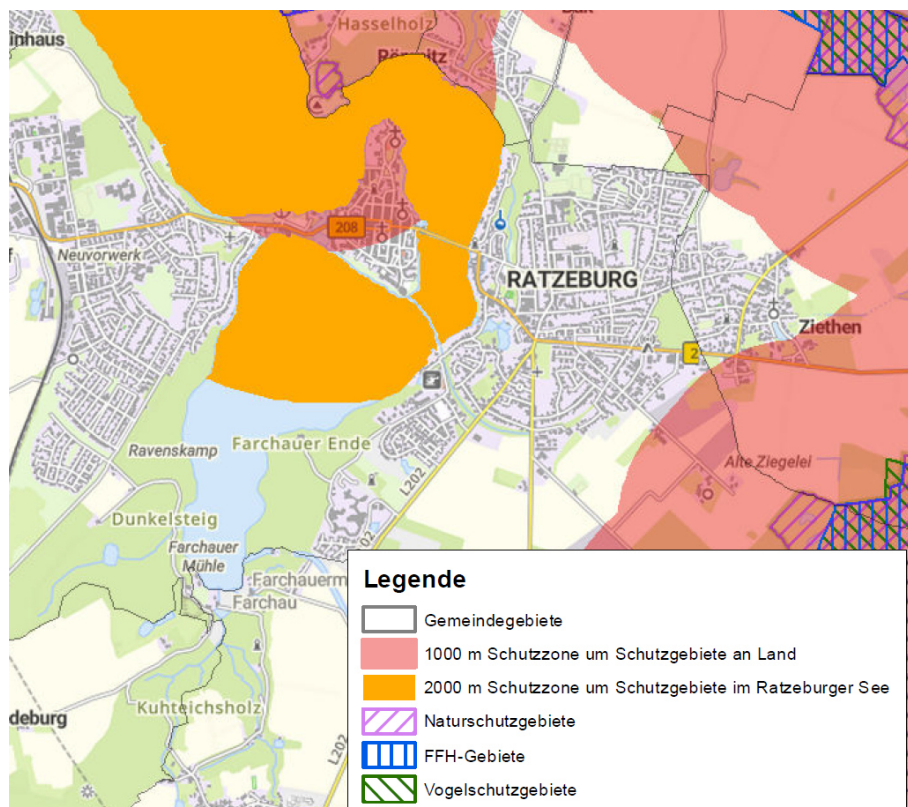 Hasselholz
inhaus
208
Neuvorwerk
RATZEBURG
Ziethen
2
Farchauer Ende
Ravenskamp
L202
Alte Ziegelei
Dunkelsteig
Farchauer
Mühle
02
Farchauerm
Farchau
Kuhteichsholz
deburg
L202
Legende
Gemeindegebiete
1000 m Schutzzone um Schutzgebiete an Land
2000 m Schutzzone um Schutzgebiete im Ratzeburger See
Naturschutzgebiete
FFH-Gebiete
Vogelschutzgebiete